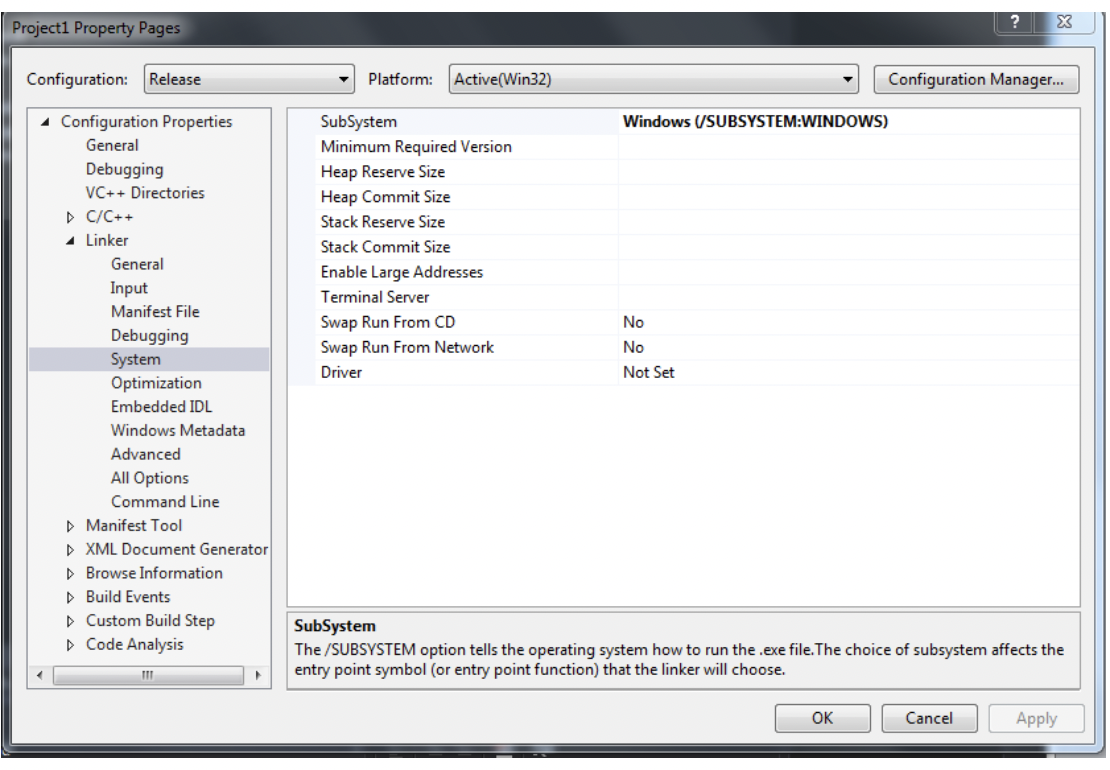 Project1 Property Pages
?
Configuration: Release Platform: Active(Win32) Configuration Manager...
Configuration Properties
General
Debugging
VC++ Directories
C/C++
Linker
General
Input
Manifest File
Debugging
System
Optimization
Embedded IDL
Windows Metadata
Advanced
All Options
Command Line
Manifest Tool
XML Document Generator
Browse Information
Build Events
Custom Build Step
Code Analysis
SubSystem Windows (/SUBSYSTEM:WINDOWS)
Minimum Required Version
Heap Reserve Size
Heap Commit Size
Stack Reserve Size
Stack Commit Size
Enable Large Addresses
Terminal Server
Swap Run From CD No
Swap Run From Network No
Driver Not Set
SubSystem
The /SUBSYSTEM option tells the operating system how to run the .exe file.The choice of subsystem affects the
entry point symbol (or entry point function) that the linker will choose.
OK Cancel Apply